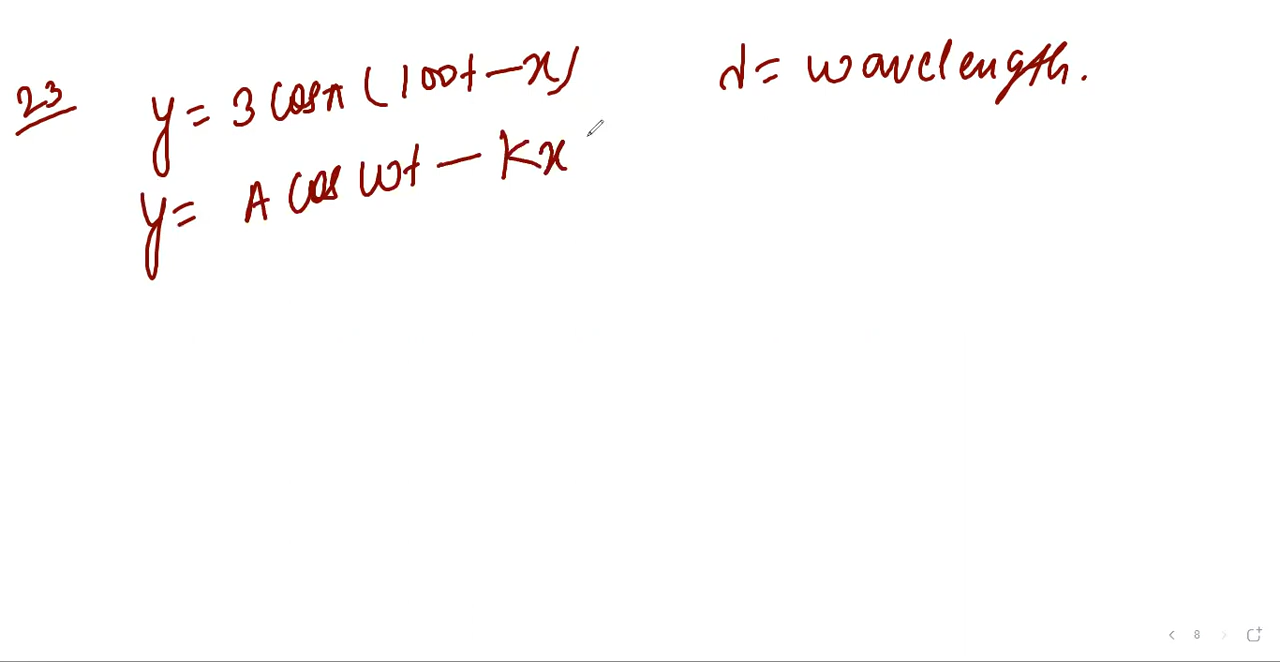 23
y = 3 cosπ (100t - x)
λ = wavelength.
y = A cos ωt - Kx
8